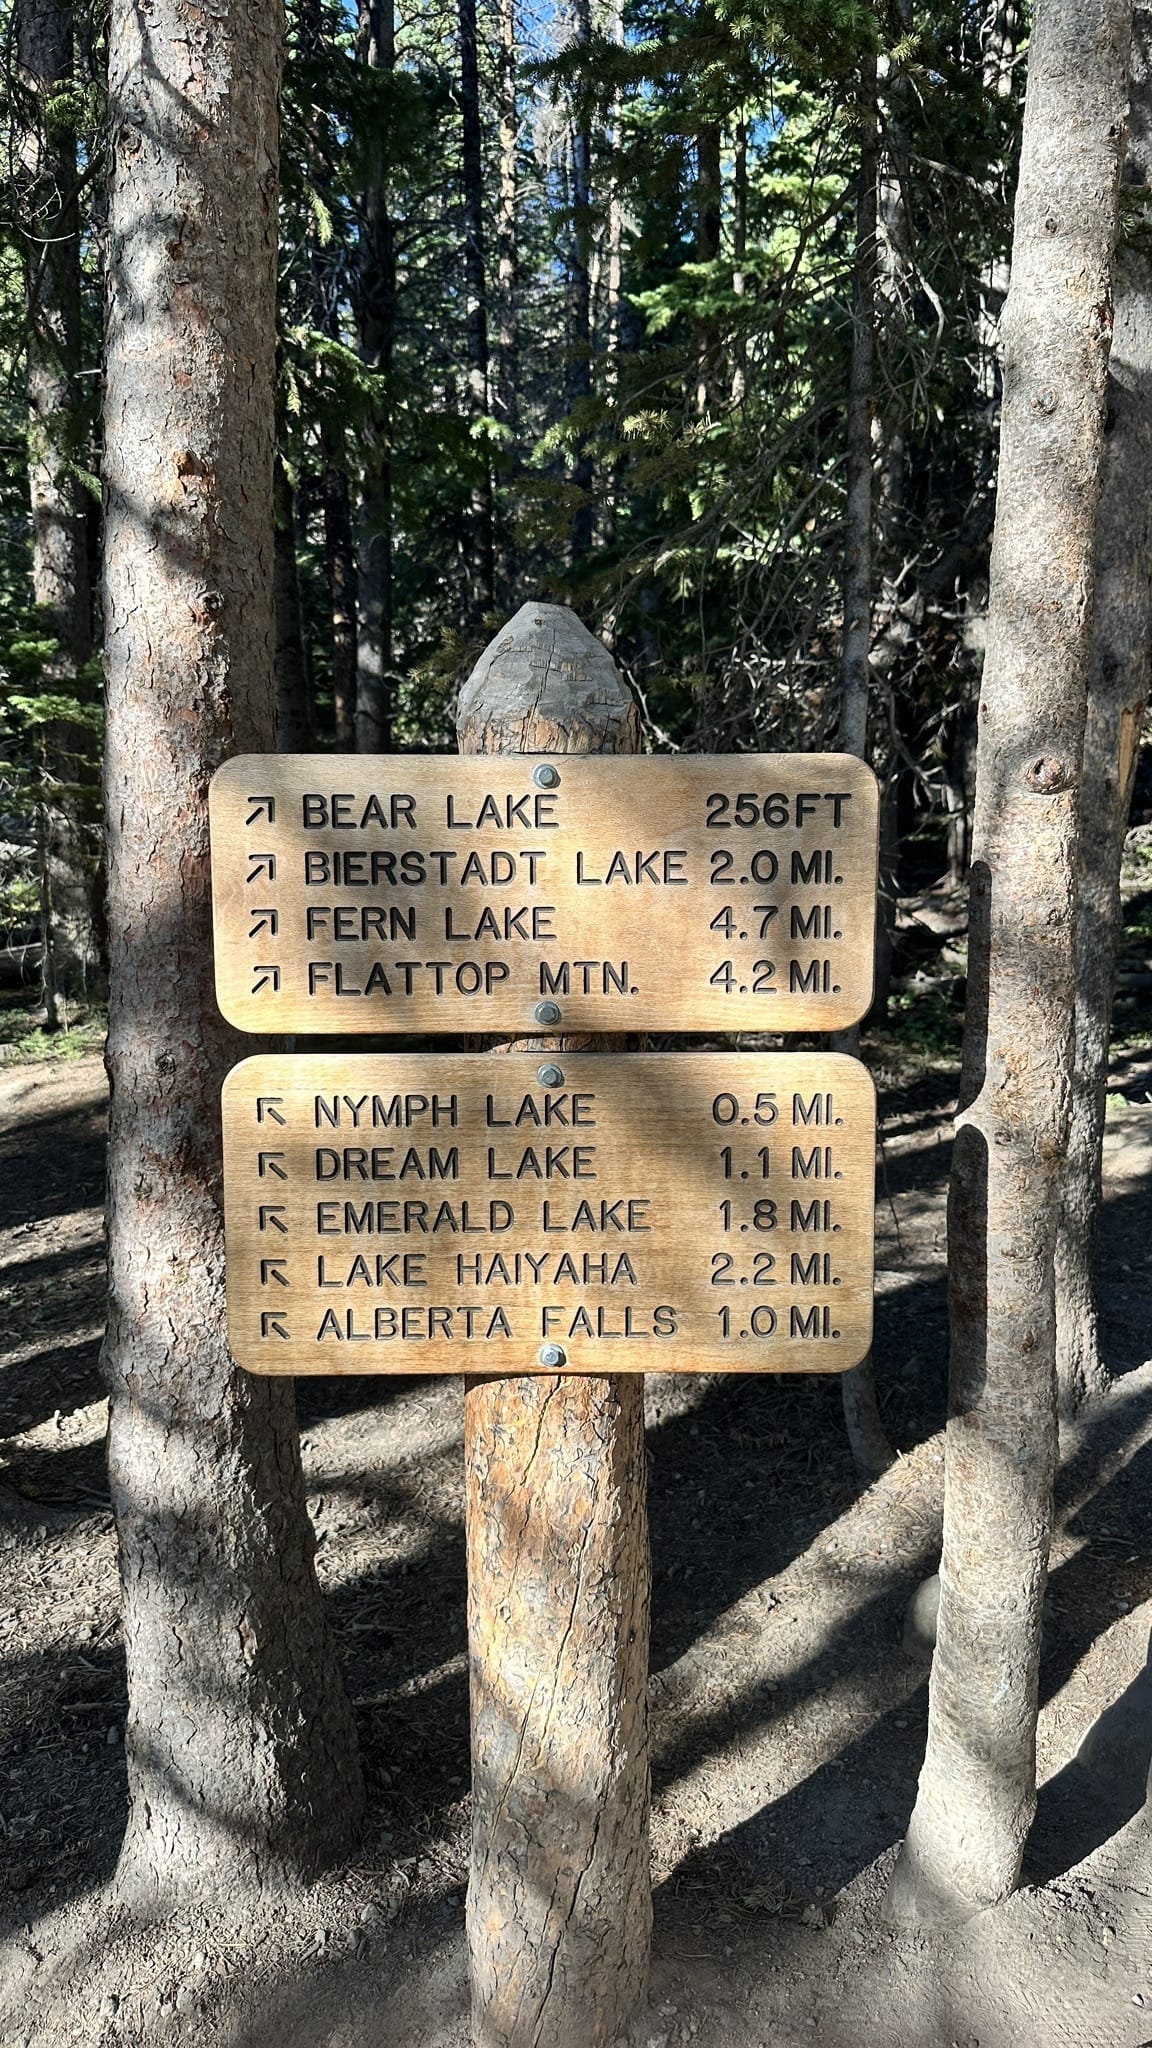 ↗ BEAR LAKE 256FT
↗ BIERSTADT LAKE 2.0 MI.
↗ FERN LAKE 4.7 MI.
↗ FLATTOP MTN. 4.2 MI.
↖ NYMPH LAKE 0.5 MI.
↖ DREAM LAKE 1.1 MI.
↖ EMERALD LAKE 1.8 MI.
↖ LAKE HAIYAHA 2.2 MI.
↖ ALBERTA FALLS 1.0 MI.